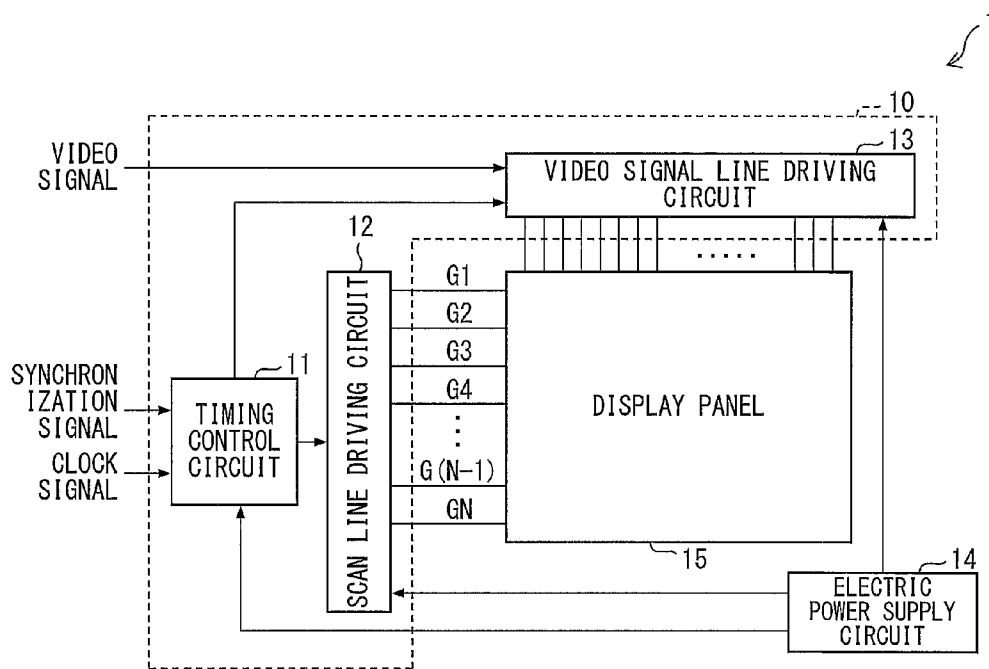 10
13
VIDEO
SIGNAL
VIDEO SIGNAL LINE DRIVING
CIRCUIT
12
.....
SCAN LINE DRIVING CIRCUIT
G1
G2
G3
G4
G(N-1)
GN
11
SYNCHRON
IZATION
SIGNAL
CLOCK
SIGNAL
TIMING
CONTROL
CIRCUIT
DISPLAY PANEL
15
14
ELECTRIC
POWER SUPPLY
CIRCUIT